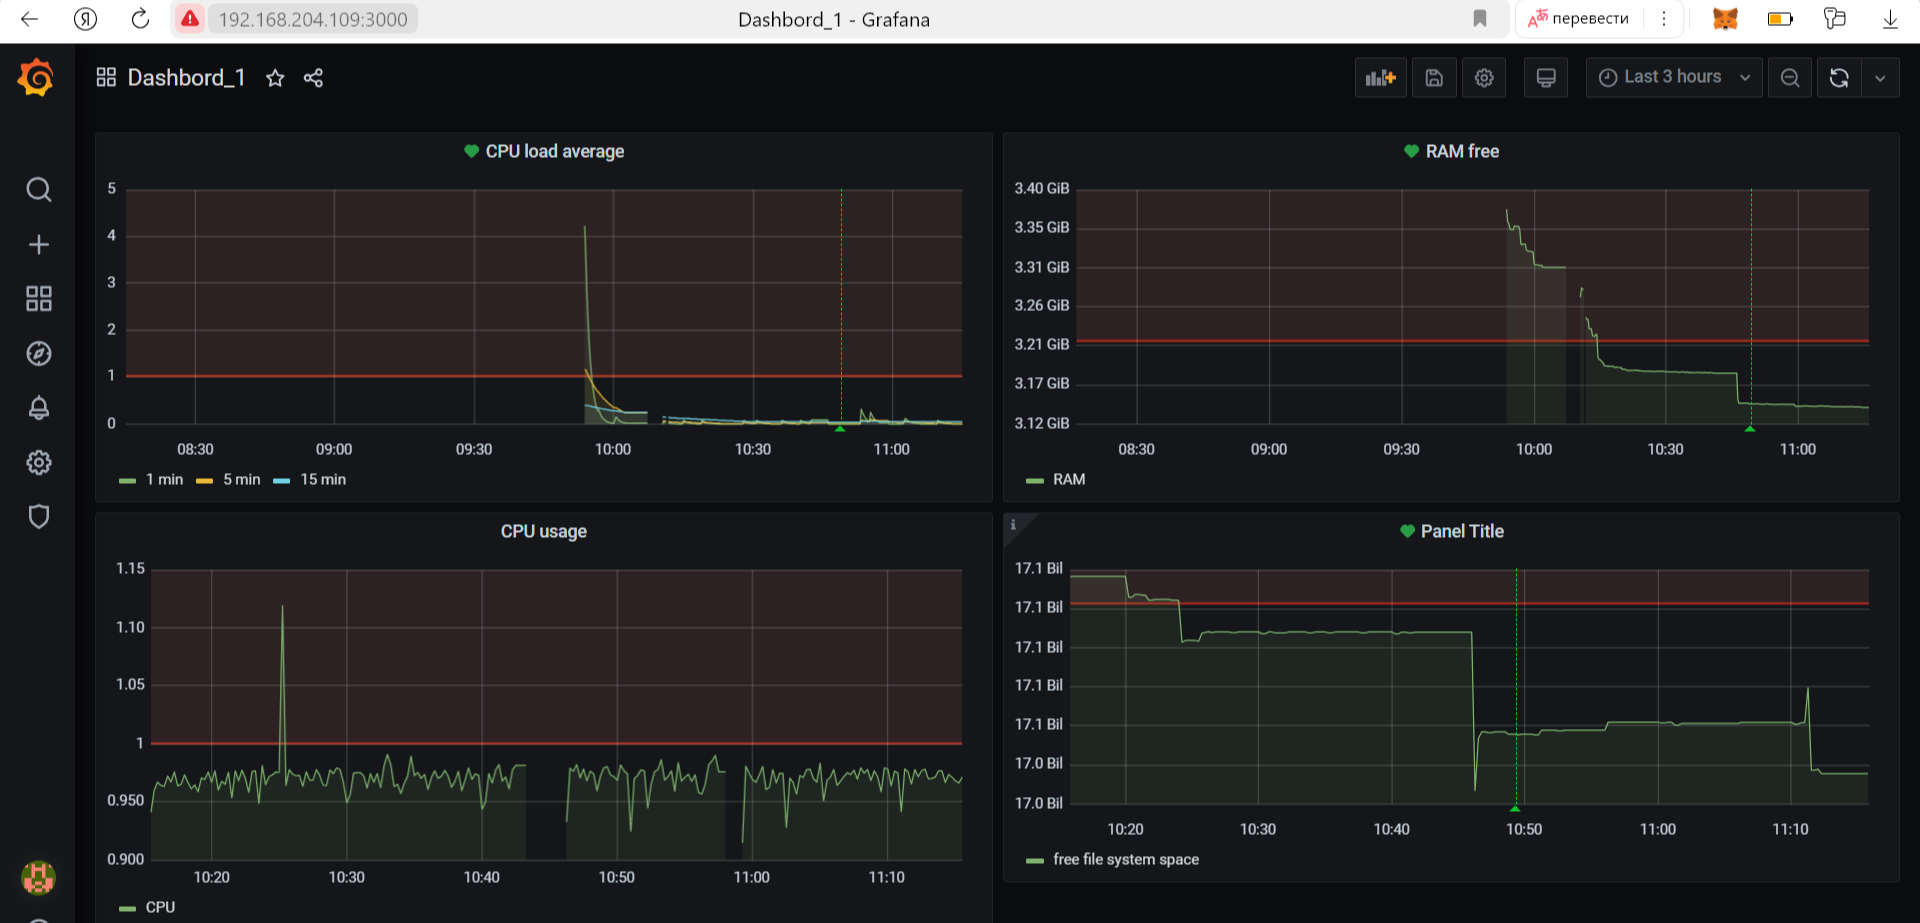 192.168.204.109:3000
Dashbord_1 - Grafana
перевести
Dashbord_1
Last 3 hours
CPU load average
5
4
3
2
1
0
08:30 09:00 09:30 10:00 10:30 11:00
1 min 5 min 15 min
RAM free
3.40 GiB
3.35 GiB
3.31 GiB
3.26 GiB
3.21 GiB
3.17 GiB
3.12 GiB
08:30 09:00 09:30 10:00 10:30 11:00
RAM
CPU usage
1.15
1.10
1.05
1
0.950
0.900
10:20 10:30 10:40 10:50 11:00 11:10
CPU
i
Panel Title
17.1 Bil
17.1 Bil
17.1 Bil
17.1 Bil
17.1 Bil
17.0 Bil
17.0 Bil
10:20 10:30 10:40 10:50 11:00 11:10
free file system space